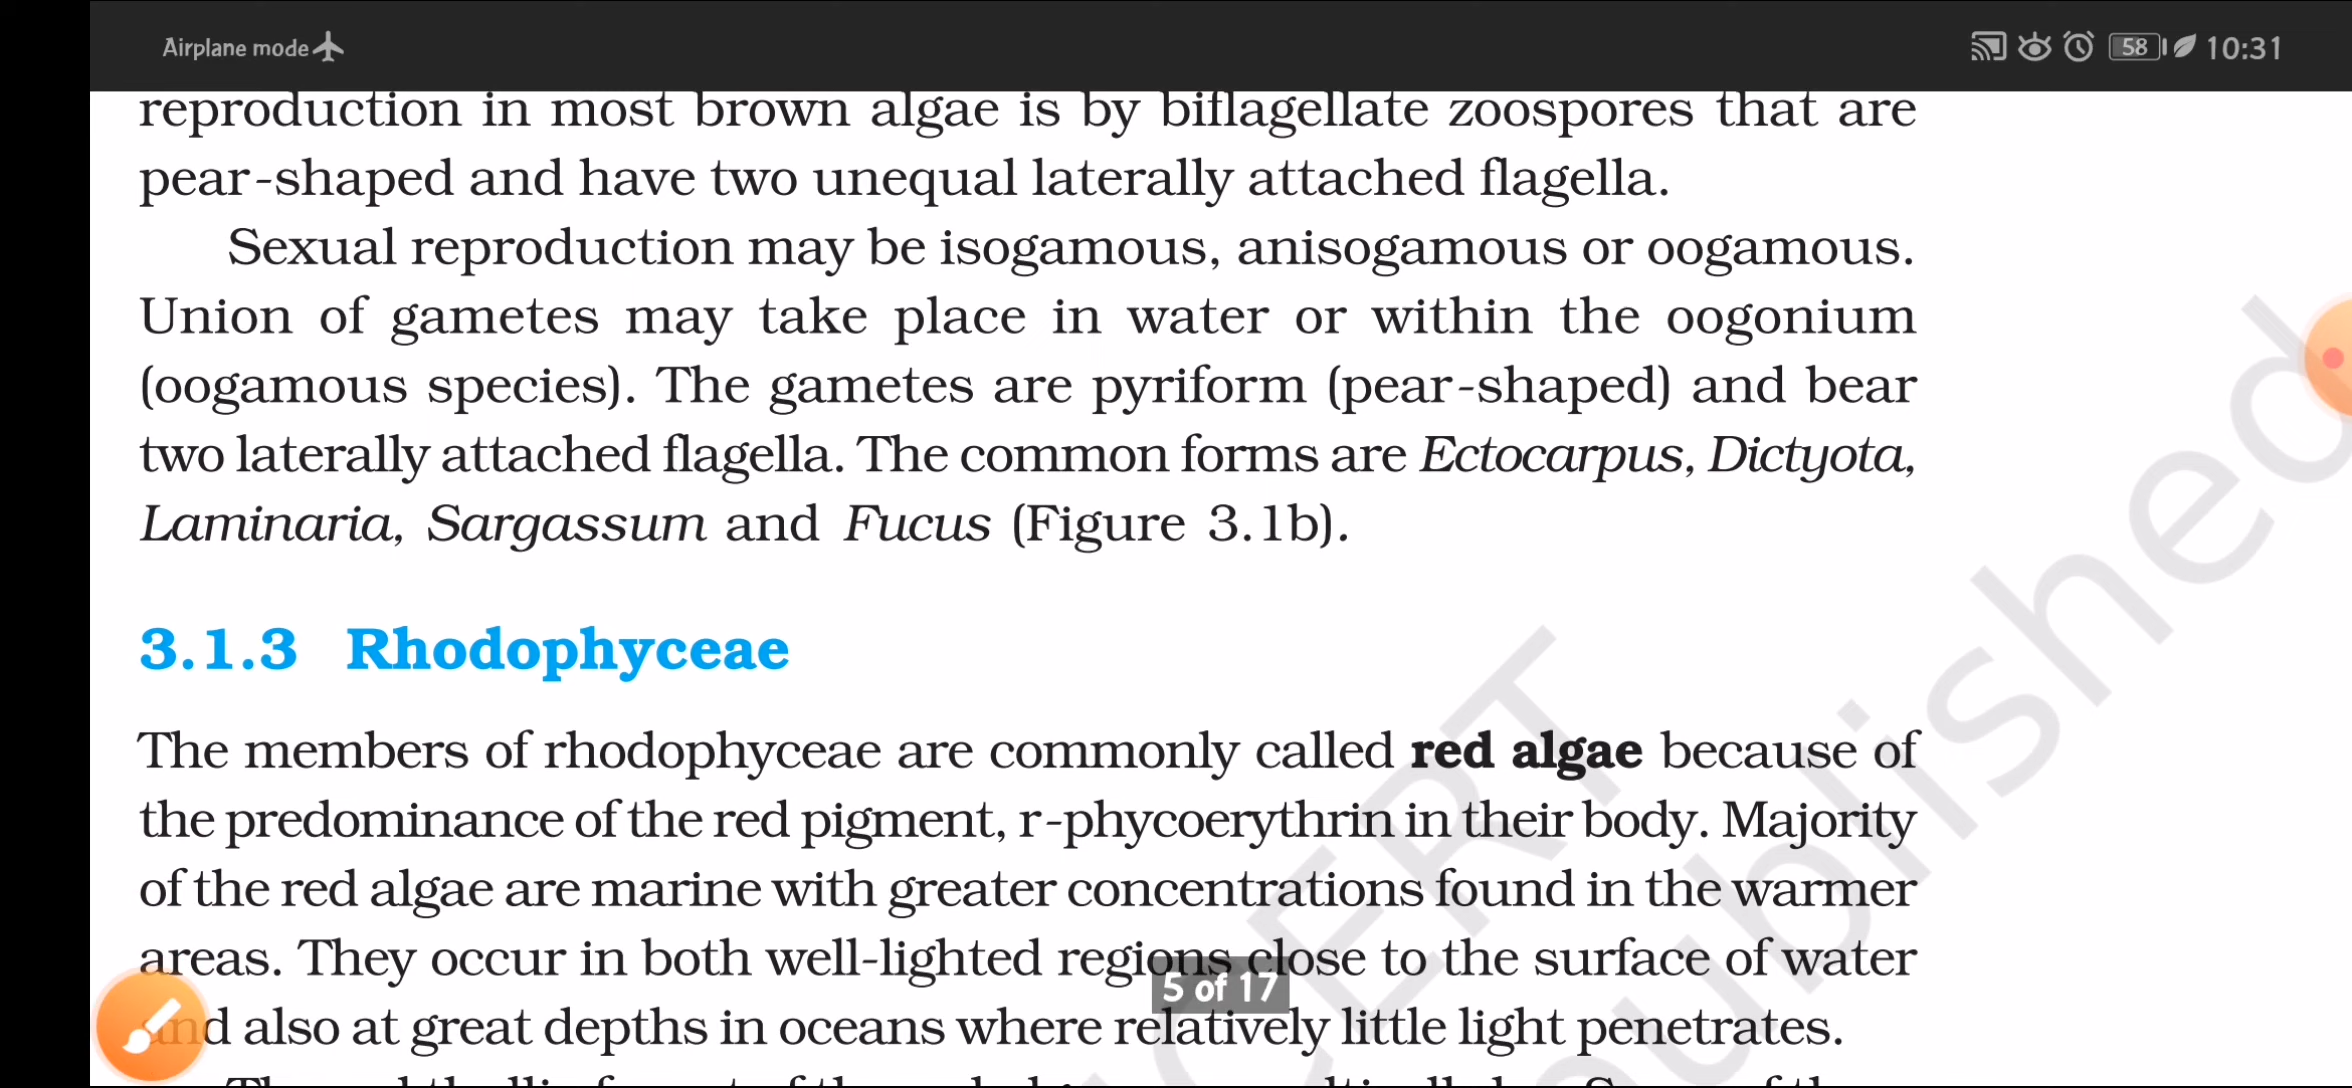 Airplane mode
58 10:31
reproduction in most brown algae is by biflagellate zoospores that are
pear-shaped and have two unequal laterally attached flagella.
Sexual reproduction may be isogamous, anisogamous or oogamous.
Union of gametes may take place in water or within the oogonium
(oogamous species). The gametes are pyriform (pear-shaped) and bear
two laterally attached flagella. The common forms are Ectocarpus, Dictyota,
Laminaria, Sargassum and Fucus (Figure 3.1b).
3.1.3 Rhodophyceae
The members of rhodophyceae are commonly called red algae because of
the predominance of the red pigment, r-phycoerythrin in their body. Majority
of the red algae are marine with greater concentrations found in the warmer
areas. They occur in both well-lighted regions close to the surface of water
5 of 17
and also at great depths in oceans where relatively little light penetrates.